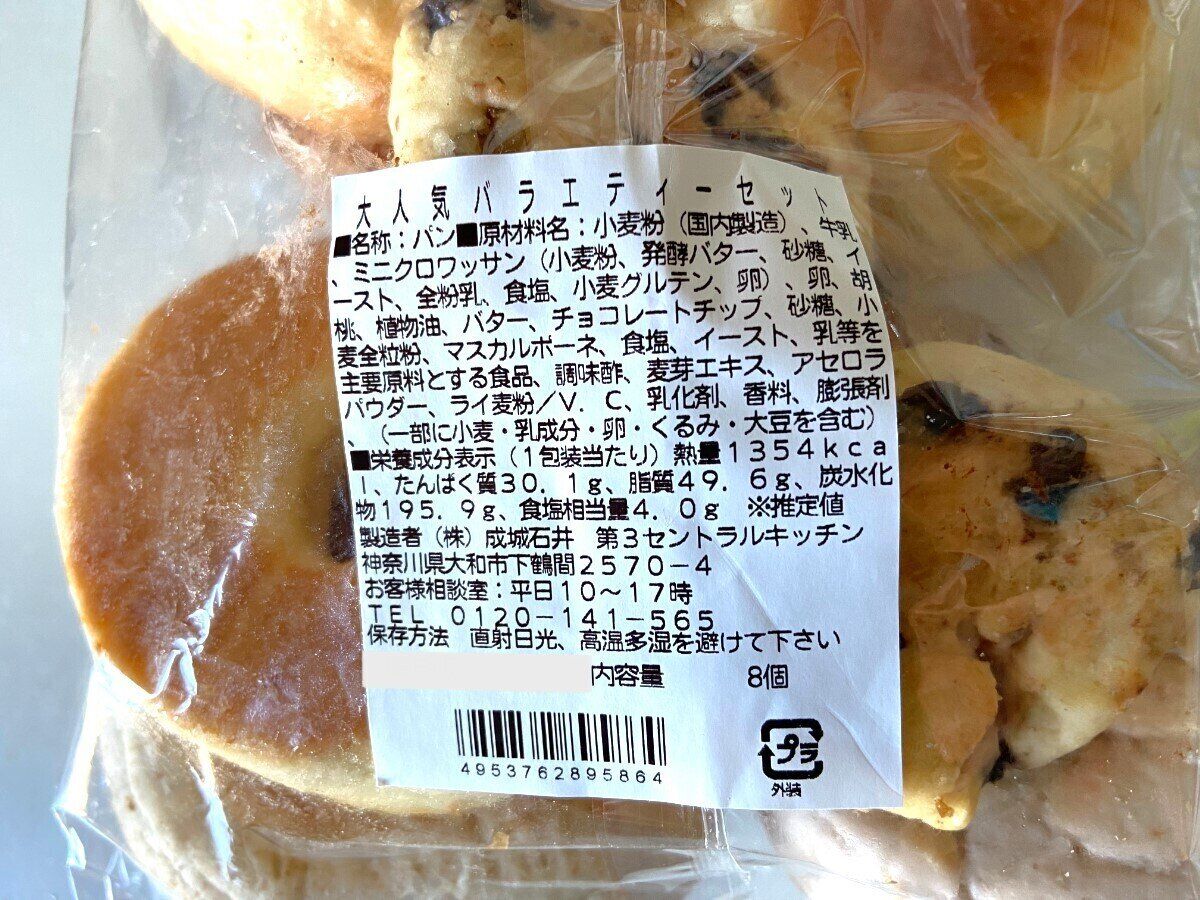 大人気バラエティーセット
■名称：パン■原材料名：小麦粉（国内製造）、牛乳
、ミニクロワッサン（小麦粉、発酵バター、砂糖、イ
ースト、全粉乳、食塩、小麦グルテン、卵）、卵、胡
桃、植物油、バター、チョコレートチップ、砂糖、小
麦全粒粉、マスカルポーネ、食塩、イースト、乳等を
主要原料とする食品、調味酢、麦芽エキス、アセロラ
パウダー、ライ麦粉／Ｖ．Ｃ、乳化剤、香料、膨張剤
、（一部に小麦・乳成分・卵・くるみ・大豆を含む）
■栄養成分表示（１包装当たり）熱量１３５４ｋｃａ
ｌ、たんぱく質３０．１ｇ、脂質４９．６ｇ、炭水化
物１９５．９ｇ、食塩相当量４．０ｇ　※推定値
製造者（株）成城石井　第３セントラルキッチン
神奈川県大和市下鶴間２５７０－４
お客様相談室：平日１０～１７時
ＴＥＬ　０１２０－１４１－５６５
保存方法　直射日光、高温多湿を避けて下さい
内容量　8個
4953762895864
プラ
外装